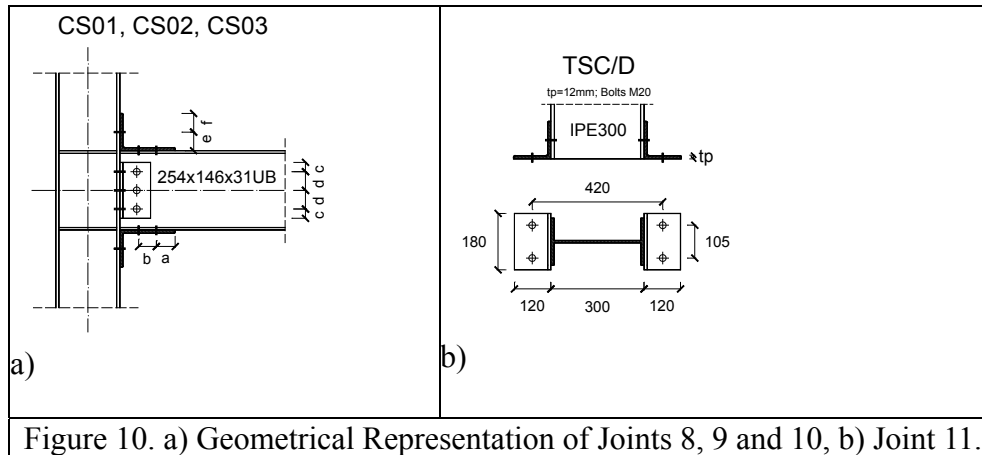 CS01, CS02, CS03
f
e
254x146x31UB
c
d
d
c
b a
a)
TSC/D
tp=12mm; Bolts M20
IPE300
tp
420
180
105
120 300 120
b)
Figure 10. a) Geometrical Representation of Joints 8, 9 and 10, b) Joint 11.